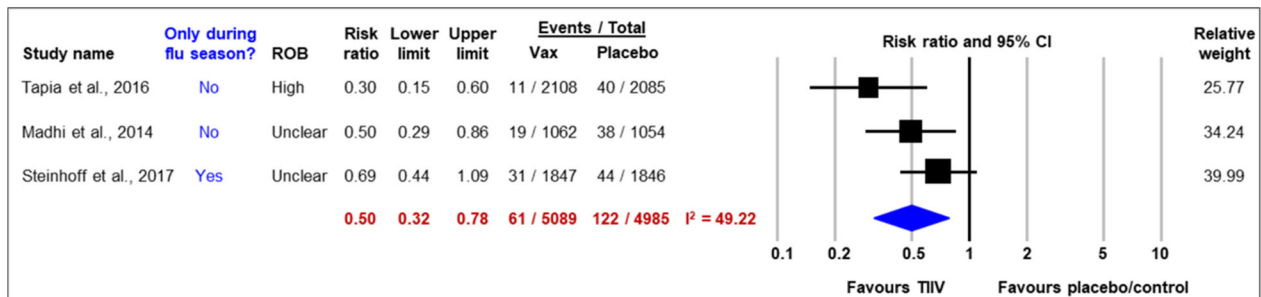 Study name Only during flu season? ROB Risk ratio Lower limit Upper limit Events / Total Vax Placebo Risk ratio and 95% CI Relative weight
Tapia et al., 2016 No High 0.30 0.15 0.60 11 / 2108 40 / 2085 25.77
Madhi et al., 2014 No Unclear 0.50 0.29 0.86 19 / 1062 38 / 1054 34.24
Steinhoff et al., 2017 Yes Unclear 0.69 0.44 1.09 31 / 1847 44 / 1846 39.99
0.50 0.32 0.78 61 / 5089 122 / 4985 I² = 49.22
0.1 0.2 0.5 1 2 5 10
Favours TIIV Favours placebo/control